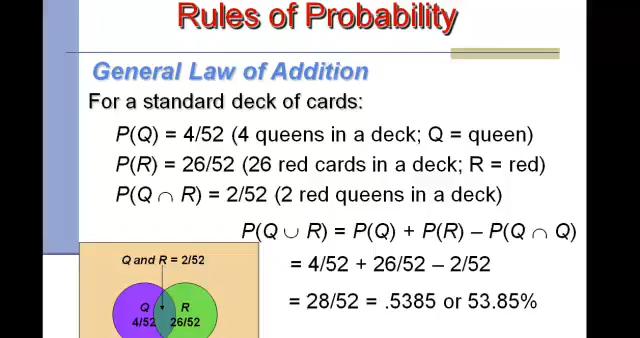 Rules of Probability
General Law of Addition
For a standard deck of cards:
P(Q) = 4/52 (4 queens in a deck; Q = queen)
P(R) = 26/52 (26 red cards in a deck; R = red)
P(Q ∩ R) = 2/52 (2 red queens in a deck)
P(Q ∪ R) = P(Q) + P(R) – P(Q ∩ Q)
= 4/52 + 26/52 – 2/52
= 28/52 = .5385 or 53.85%
Q and R = 2/52
Q R
4/52 26/52